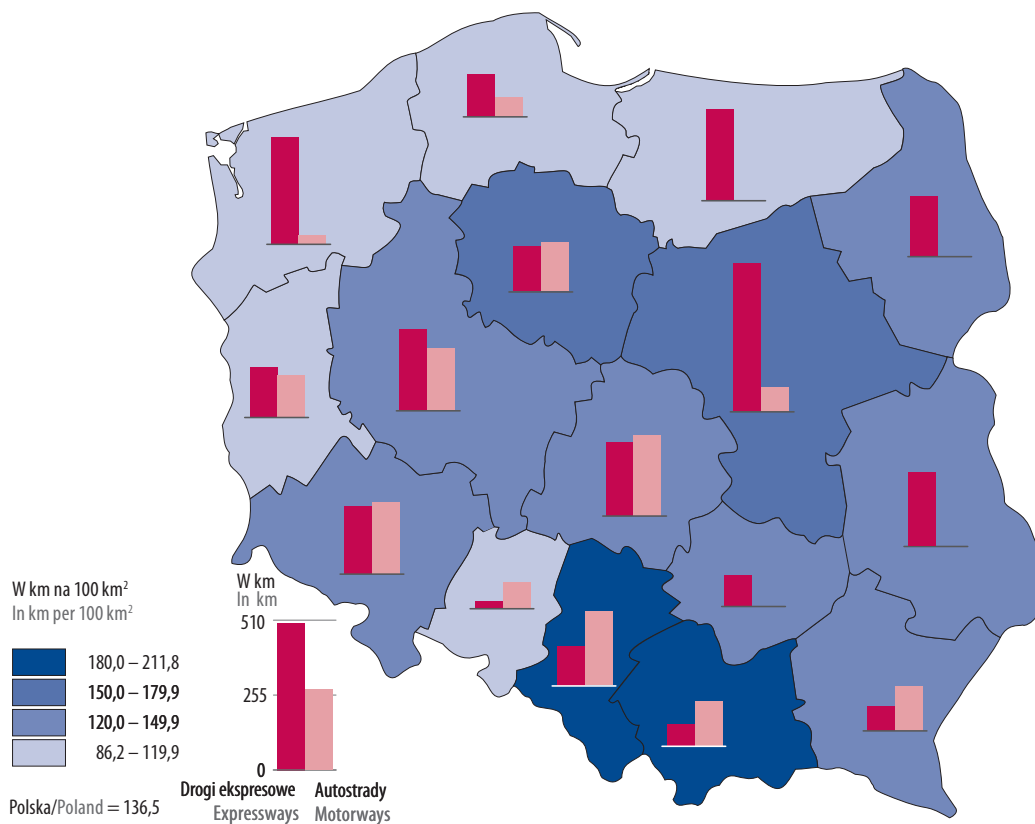 W km na 100 km²
In km per 100 km²
180,0 – 211,8
150,0 – 179,9
120,0 – 149,9
86,2 – 119,9
Polska/Poland = 136,5
W km
In km
510
255
0
Drogi ekspresowe
Expressways
Autostrady
Motorways